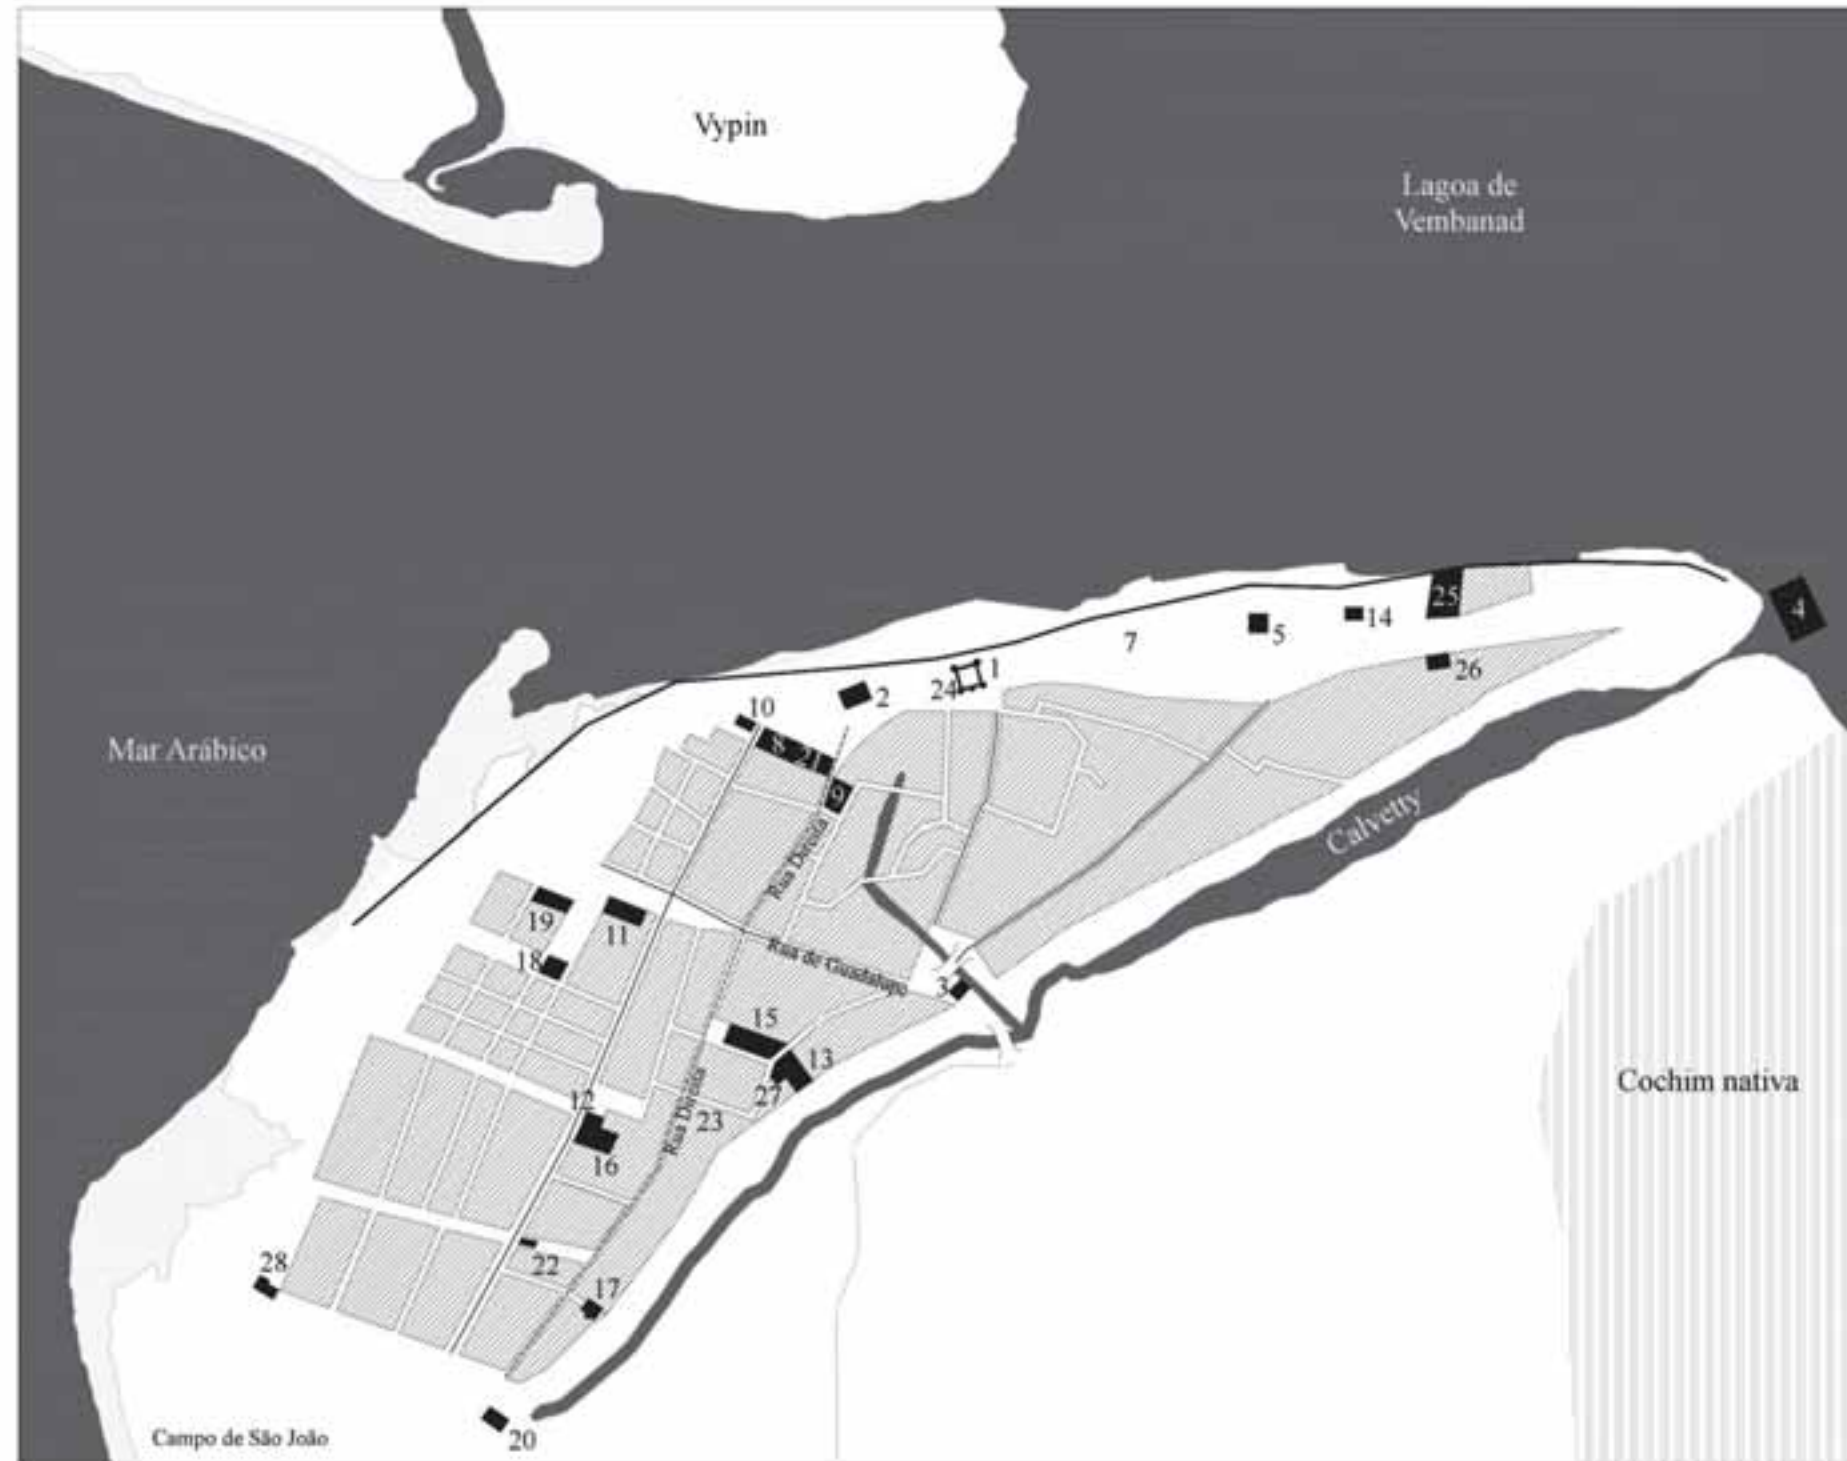 Vypin
Lagoa de
Vembanad
Mar Arábico
Calvetty
Cochim nativa
Campo de São João
Rua Direita
Rua de Guadalupe
Rua Direita
1
2
3
4
5
7
8
9
10
11
12
13
14
15
16
17
18
19
20
21
22
23
24
25
26
27
28